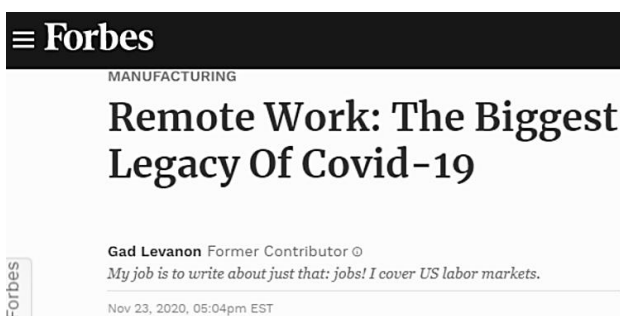 Forbes
MANUFACTURING
Remote Work: The Biggest
Legacy Of Covid-19
Gad Levanon Former Contributor
My job is to write about just that: jobs! I cover US labor markets.
Forbes
Nov 23, 2020, 05:04pm EST